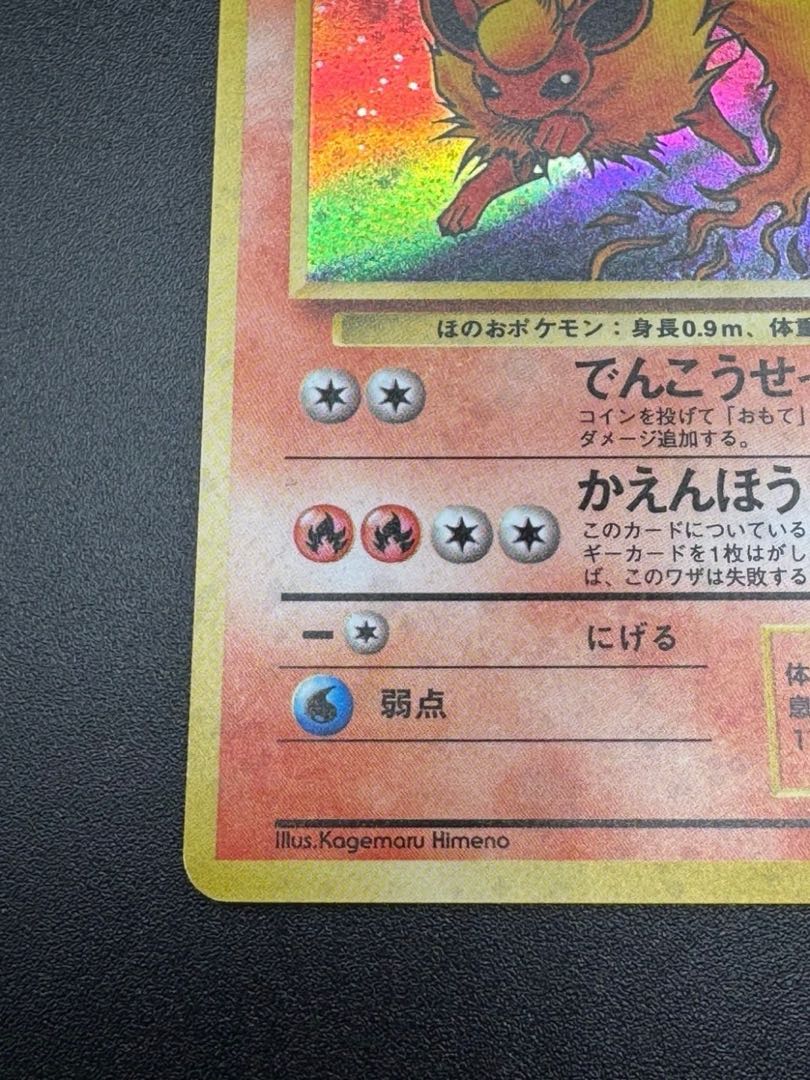 ほのおポケモン：身長0.9m、体重
でんこうせっ
コインを投げて「おもて」
ダメージ追加する。
かえんほう
このカードについている
ギーカードを1枚はがし
ば、このワザは失敗する
ー にげる
弱点
体
1
Illus.Kagemaru Himeno